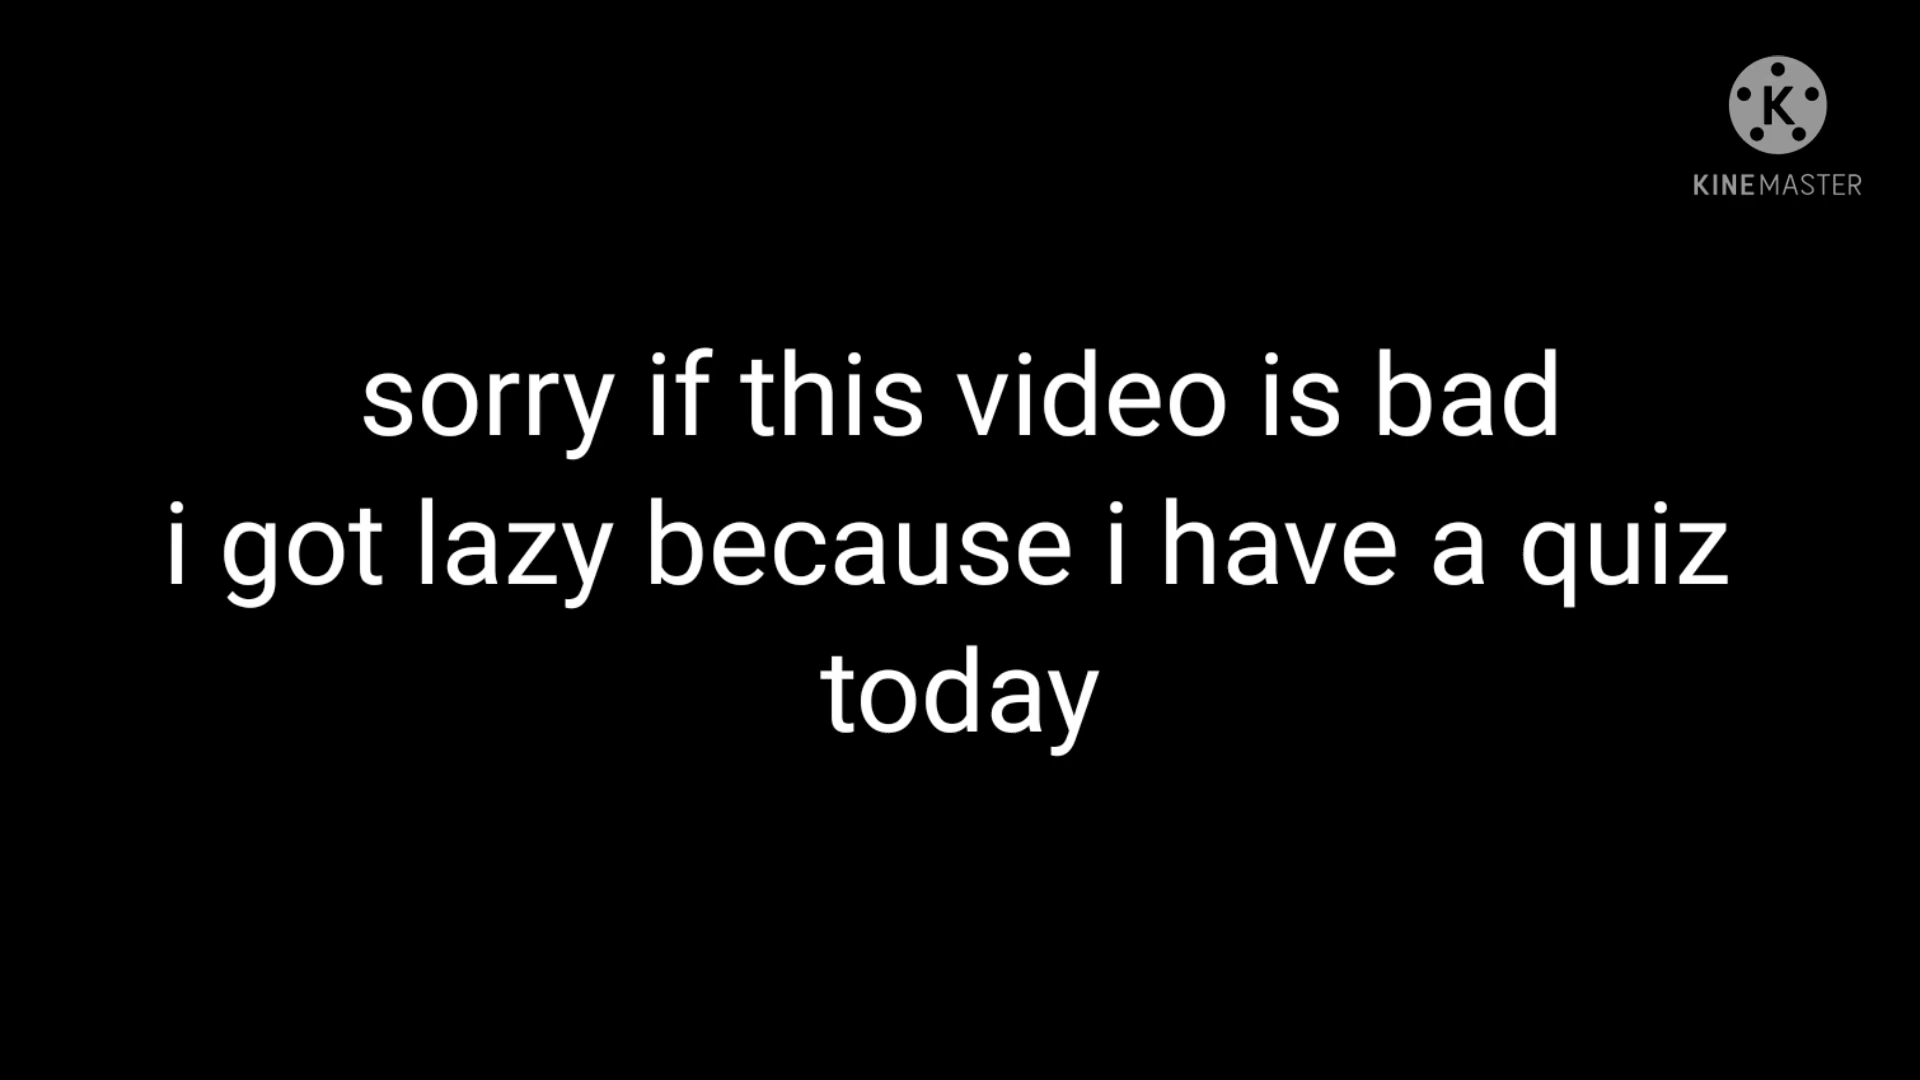 K
KINEMASTER
sorry if this video is bad
i got lazy because i have a quiz
today